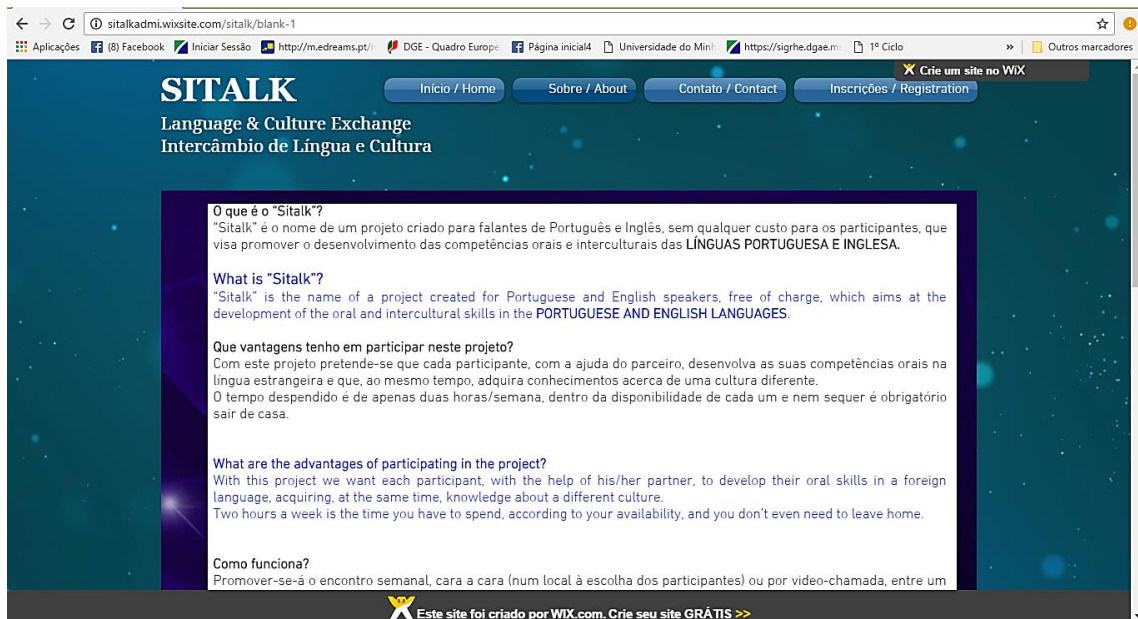 sitalkadmi.wixsite.com/sitalk/blank-1
Aplicações (8) Facebook Iniciar Sessão http://m.edreams.pt/ DGE - Quadro Europe Página inicial4 Universidade do Minh https://sigrhe.dgae.m 1º Ciclo » Outros marcadores
Crie um site no WiX
SITALK
Início / Home Sobre / About Contato / Contact Inscrições / Registration
Language & Culture Exchange
Intercâmbio de Língua e Cultura
O que é o "Sitalk"?
"Sitalk" é o nome de um projeto criado para falantes de Português e Inglês, sem qualquer custo para os participantes, que
visa promover o desenvolvimento das competências orais e interculturais das LÍNGUAS PORTUGUESA E INGLESA.
What is "Sitalk"?
"Sitalk" is the name of a project created for Portuguese and English speakers, free of charge, which aims at the
development of the oral and intercultural skills in the PORTUGUESE AND ENGLISH LANGUAGES.
Que vantagens tenho em participar neste projeto?
Com este projeto pretende-se que cada participante, com a ajuda do parceiro, desenvolva as suas competências orais na
língua estrangeira e que, ao mesmo tempo, adquira conhecimentos acerca de uma cultura diferente.
O tempo despendido é de apenas duas horas/semana, dentro da disponibilidade de cada um e nem sequer é obrigatório
sair de casa.
What are the advantages of participating in the project?
With this project we want each participant, with the help of his/her partner, to develop their oral skills in a foreign
language, acquiring, at the same time, knowledge about a different culture.
Two hours a week is the time you have to spend, according to your availability, and you don't even need to leave home.
Como funciona?
Promover-se-á o encontro semanal, cara a cara (num local à escolha dos participantes) ou por video-chamada, entre um
Este site foi criado por WIX.com. Crie seu site GRÁTIS >>